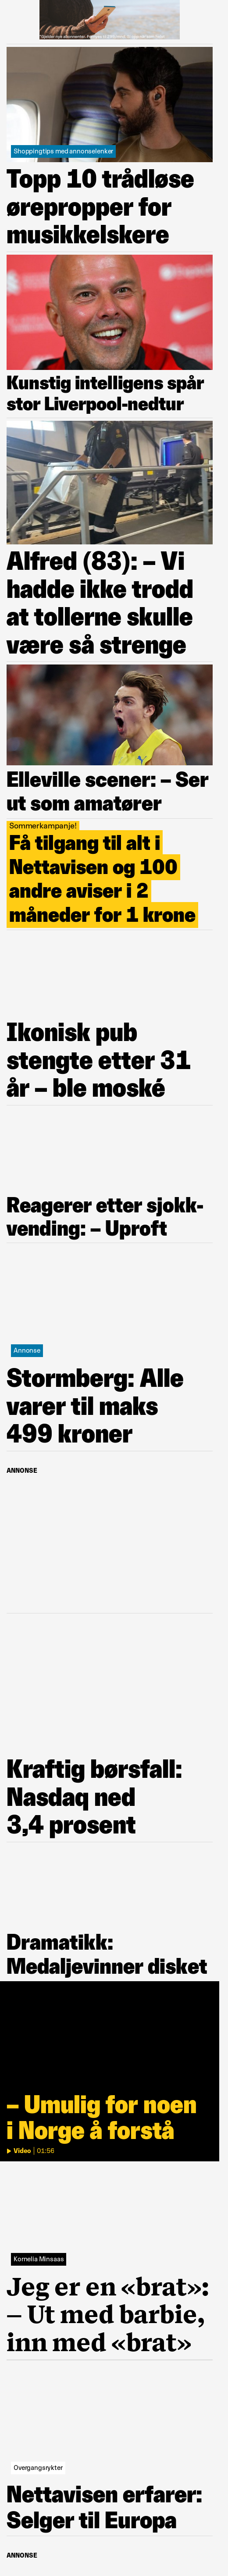 Shoppingtips med annonselenker
Topp 10 trådløse
ørepropper for
musikkelskere
Kunstig intelligens spår
stor Liverpool-nedtur
Alfred (83): – Vi
hadde ikke trodd
at tollerne skulle
være så strenge
Elleville scener: – Ser
ut som amatører
Sommerkampanje!
Få tilgang til alt i
Nettavisen og 100
andre aviser i 2
måneder for 1 krone
Ikonisk pub
stengte etter 31
år – ble moské
Reagerer etter sjokk-
vending: – Uproft
Annonse
Stormberg: Alle
varer til maks
499 kroner
ANNONSE
Kraftig børsfall:
Nasdaq ned
3,4 prosent
Dramatikk:
Medaljevinner disket
– Umulig for noen
i Norge å forstå
Video | 01:56
Kornelia Minsaas
Jeg er en «brat»:
– Ut med barbie,
inn med «brat»
Overgangsrykter
Nettavisen erfarer:
Selger til Europa
ANNONSE